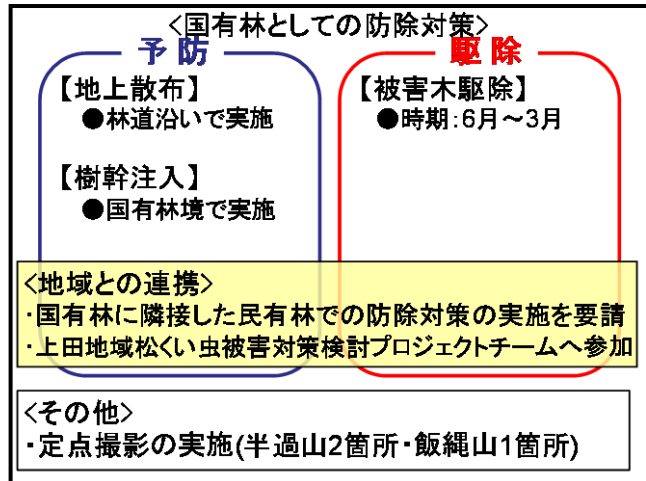 <国有林としての防除対策>
予 防
【地上散布】
●林道沿いで実施
【樹幹注入】
●国有林境で実施
駆 除
【被害木駆除】
●時期:6月～3月
<地域との連携>
・国有林に隣接した民有林での防除対策の実施を要請
・上田地域松くい虫被害対策検討プロジェクトチームへ参加
<その他>
・定点撮影の実施(半過山2箇所・飯縄山1箇所)